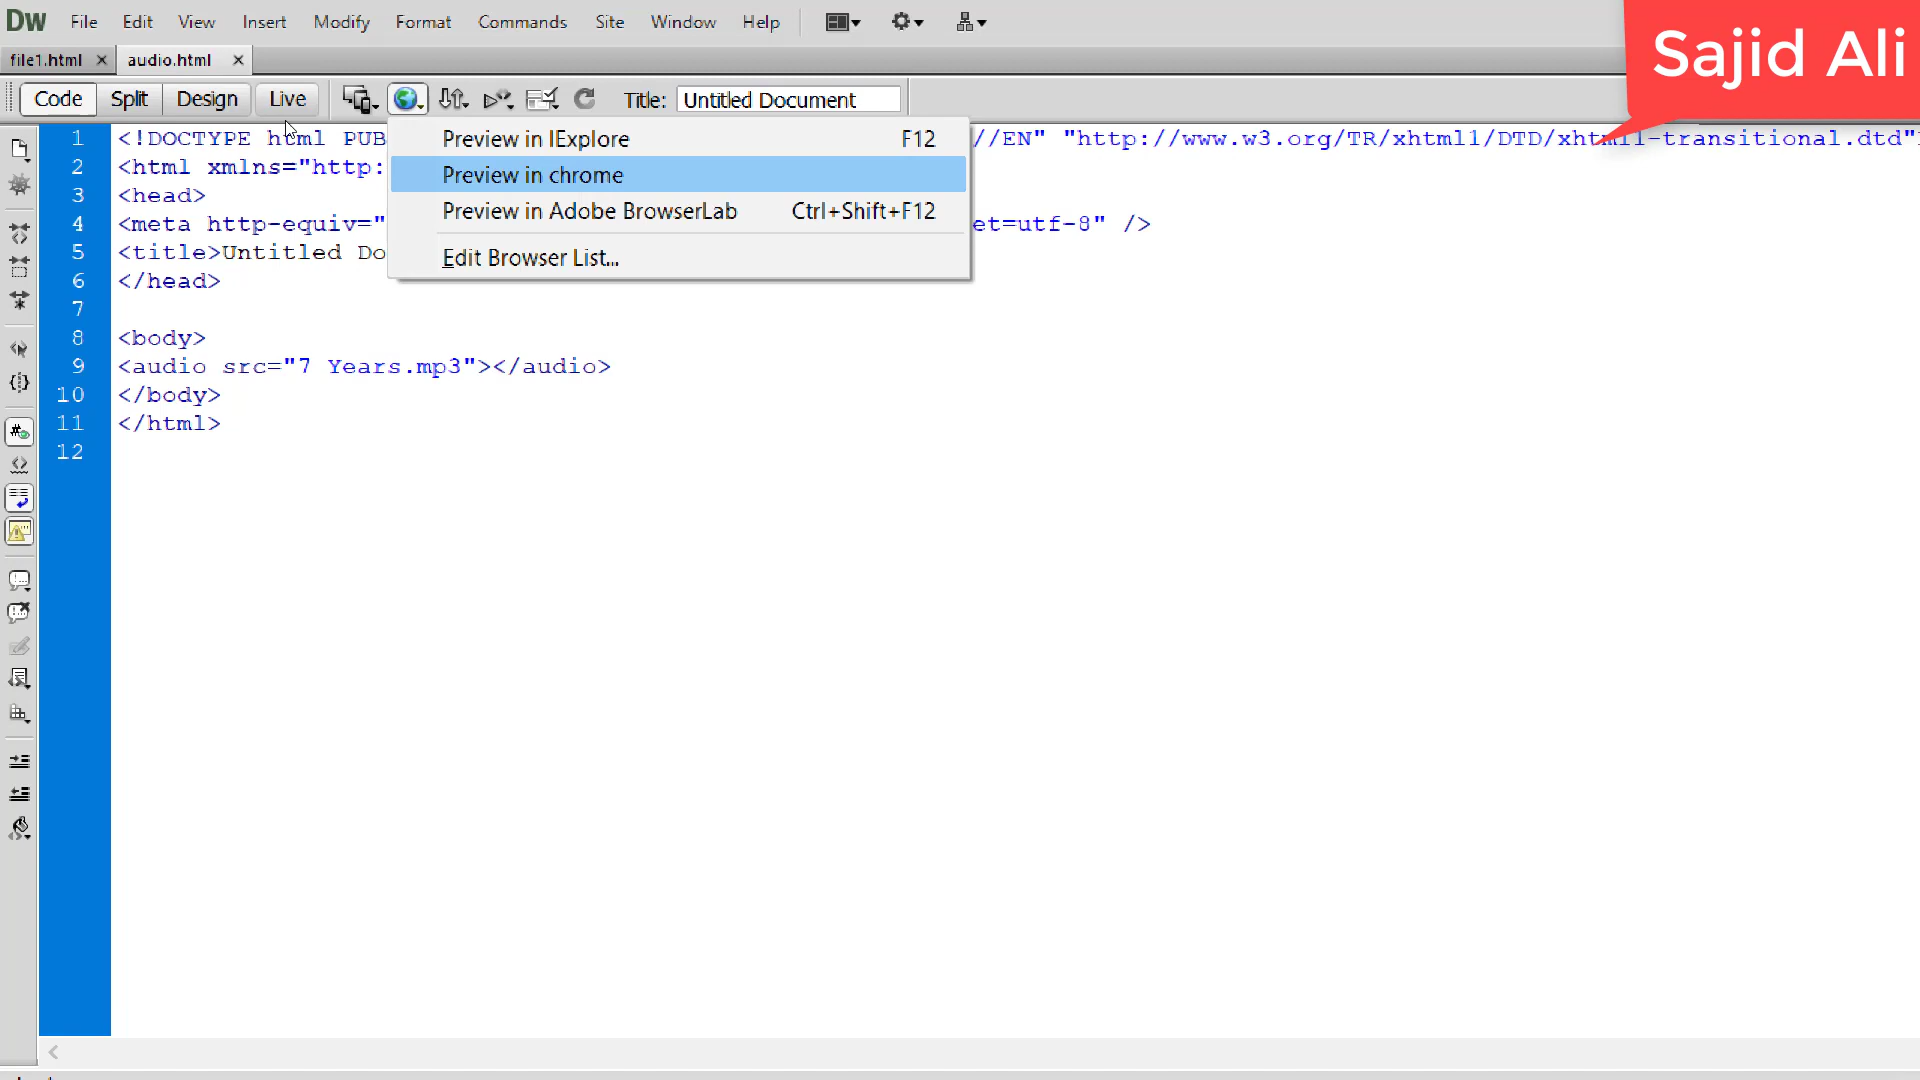 Dw File Edit View Insert Modify Format Commands Site Window Help
Sajid Ali
file1.html audio.html
Code Split Design Live Title: Untitled Document
Preview in IExplore F12
Preview in chrome
Preview in Adobe BrowserLab Ctrl+Shift+F12
Edit Browser List...
1 <!DOCTYPE html PUB //EN" "http://www.w3.org/TR/xhtml1/DTD/xhtml1-transitional.dtd"
2 <html xmlns="http:
3 <head>
4 <meta http-equiv=" et=utf-8" />
5 <title>Untitled Do
6 </head>
7
8 <body>
9 <audio src="7 Years.mp3"></audio>
10 </body>
11 </html>
12